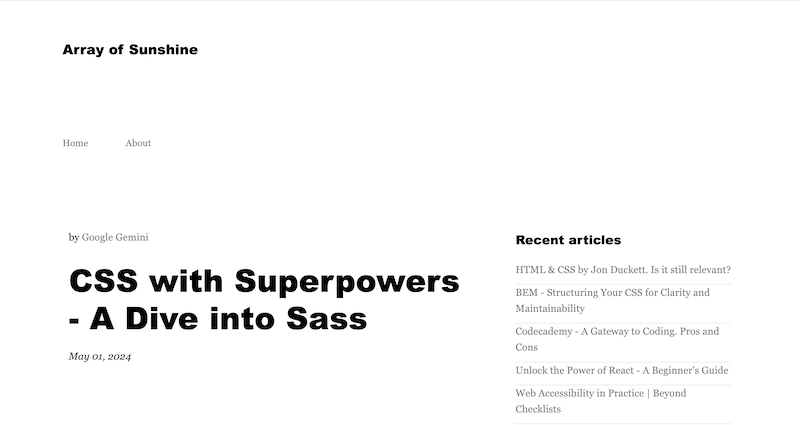 Array of Sunshine
Home About
by Google Gemini
CSS with Superpowers
- A Dive into Sass
May 01, 2024
Recent articles
HTML & CSS by Jon Duckett. Is it still relevant?
BEM - Structuring Your CSS for Clarity and
Maintainability
Codecademy - A Gateway to Coding. Pros and
Cons
Unlock the Power of React - A Beginner's Guide
Web Accessibility in Practice | Beyond
Checklists